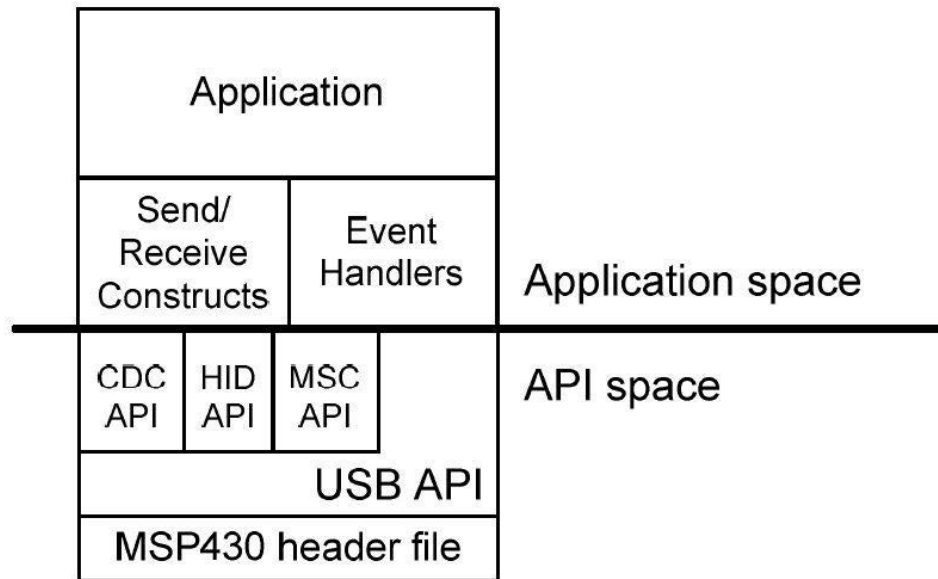 Application
Send/
Receive
Constructs
Event
Handlers
Application space
CDC
API
HID
API
MSC
API
API space
USB API
MSP430 header file